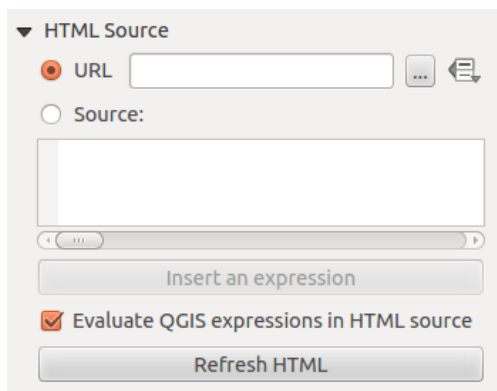 HTML Source
URL
...
Source:
Insert an expression
Evaluate QGIS expressions in HTML source
Refresh HTML